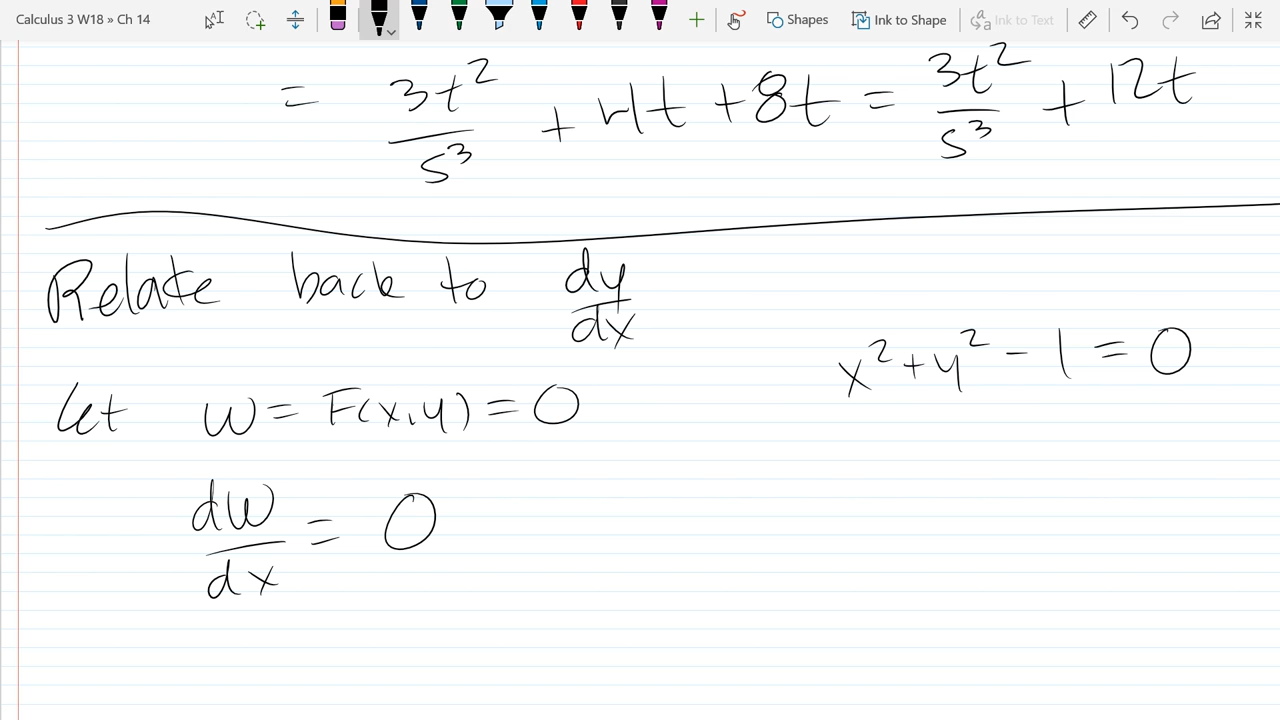 Calculus 3 W18 » Ch 14 Shapes Ink to Shape Ink to Text
= 3t²/s³ + 4t + 8t = 3t²/s³ + 12t
Relate back to dy/dx
x² + y² - 1 = 0
Let w = F(x,y) = 0
dw/dx = 0